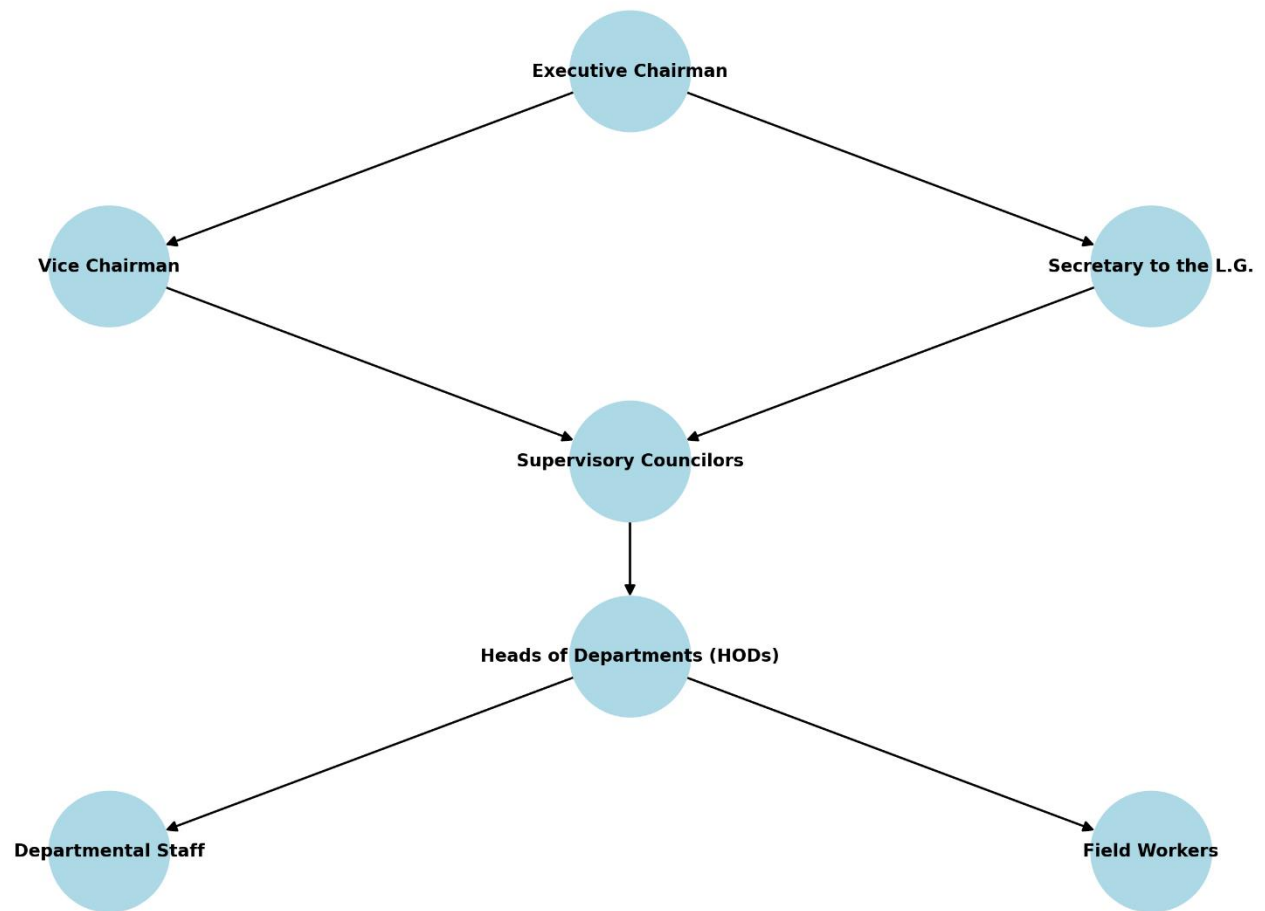 Executive Chairman
Vice Chairman
Secretary to the L.G.
Supervisory Councilors
Heads of Departments (HODs)
Departmental Staff
Field Workers